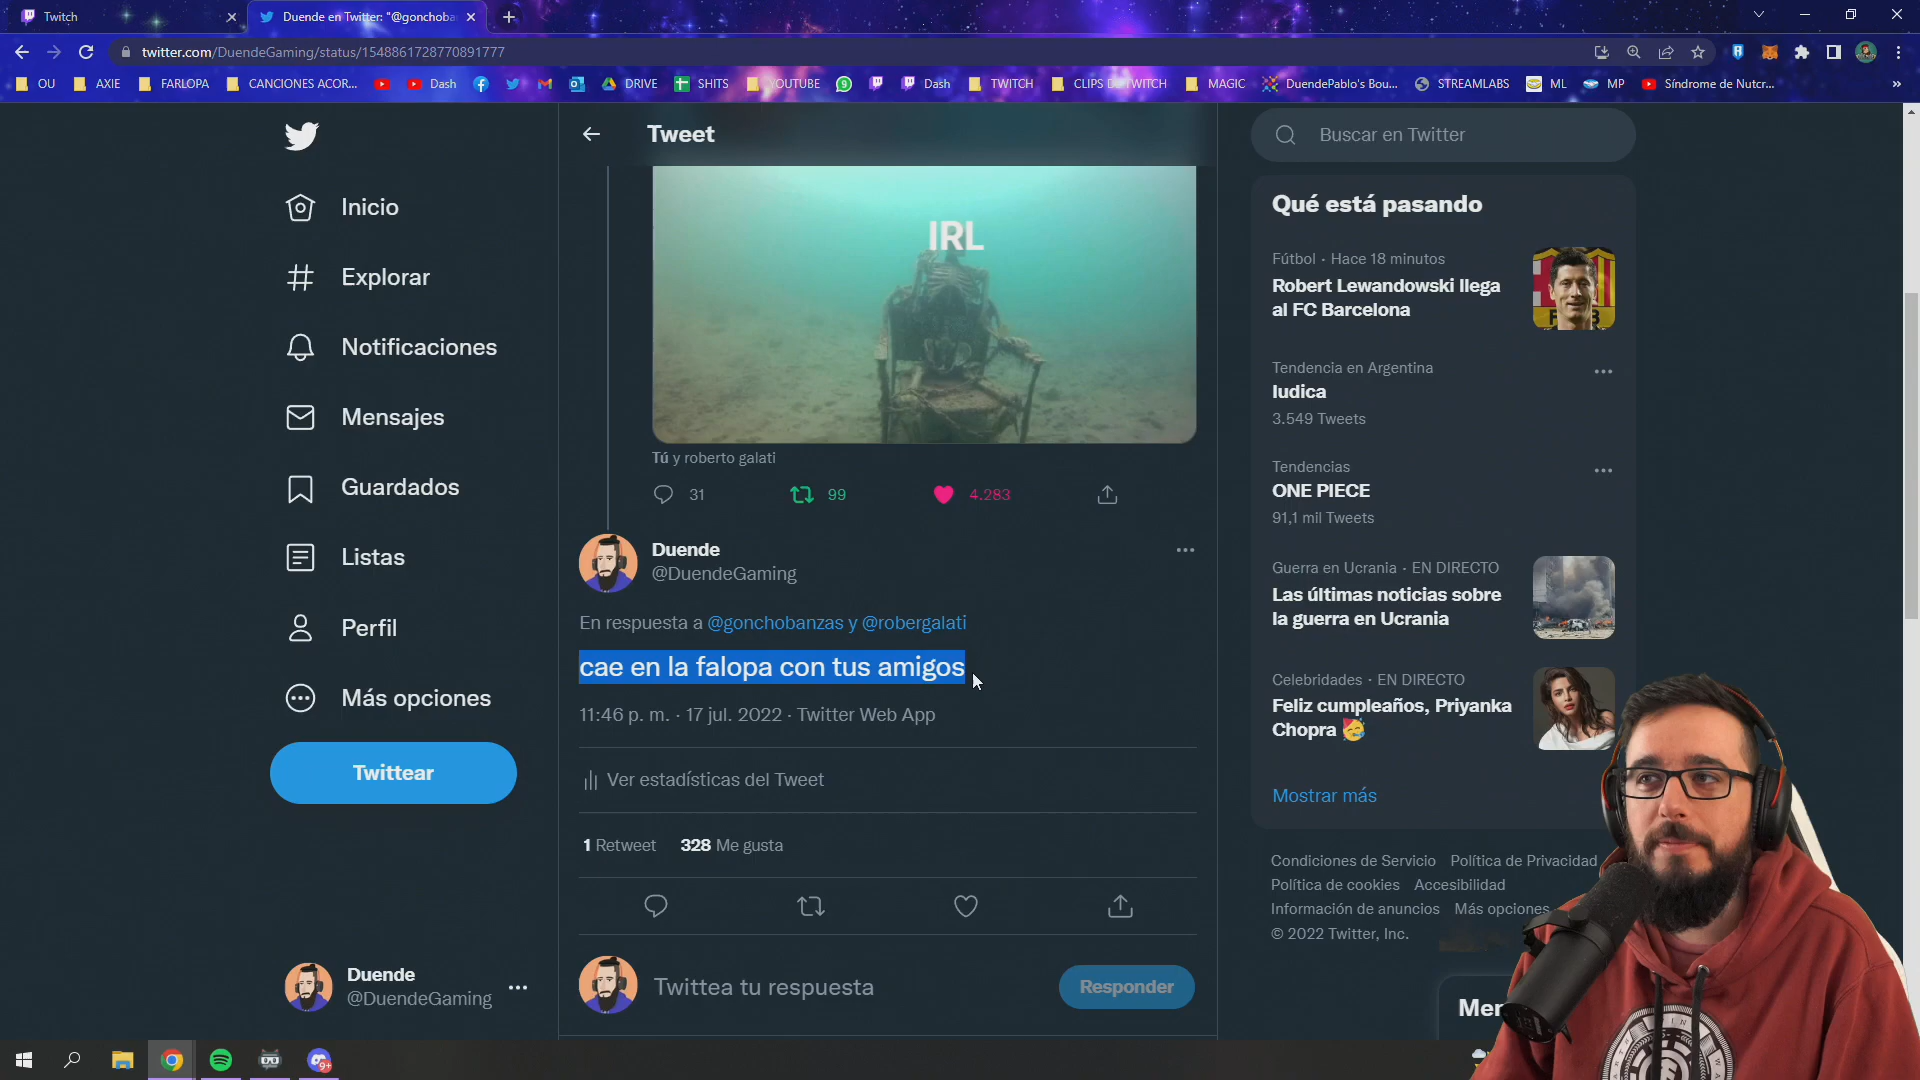 Twitch
Duende en Twitter: "@gonchoba
twitter.com/DuendeGaming/status/1548861728770891777
OU
AXIE
FARLOPA
CANCIONES ACOR...
Dash
DRIVE
SHITS
YOUTUBE
Dash
TWITCH
CLIPS DE TWITCH
MAGIC
DuendePablo's Bou...
STREAMLABS
ML
MP
Síndrome de Nutcr...
»
Inicio
Explorar
Notificaciones
Mensajes
Guardados
Listas
Perfil
Más opciones
Twittear
Duende
@DuendeGaming
Tweet
IRL
Tú y roberto galati
31
99
4.283
Duende
@DuendeGaming
En respuesta a @gonchobanzas y @robergalati
cae en la falopa con tus amigos
11:46 p. m. · 17 jul. 2022 · Twitter Web App
Ver estadísticas del Tweet
1 Retweet 328 Me gusta
Twittea tu respuesta
Responder
Buscar en Twitter
Qué está pasando
Fútbol · Hace 18 minutos
Robert Lewandowski llega
al FC Barcelona
Tendencia en Argentina
Iudica
3.549 Tweets
Tendencias
ONE PIECE
91,1 mil Tweets
Guerra en Ucrania · EN DIRECTO
Las últimas noticias sobre
la guerra en Ucrania
Celebridades · EN DIRECTO
Feliz cumpleaños, Priyanka
Chopra 🥳
Mostrar más
Condiciones de Servicio Política de Privacidad
Política de cookies Accesibilidad
Información de anuncios Más opciones
© 2022 Twitter, Inc.
Mer
9+